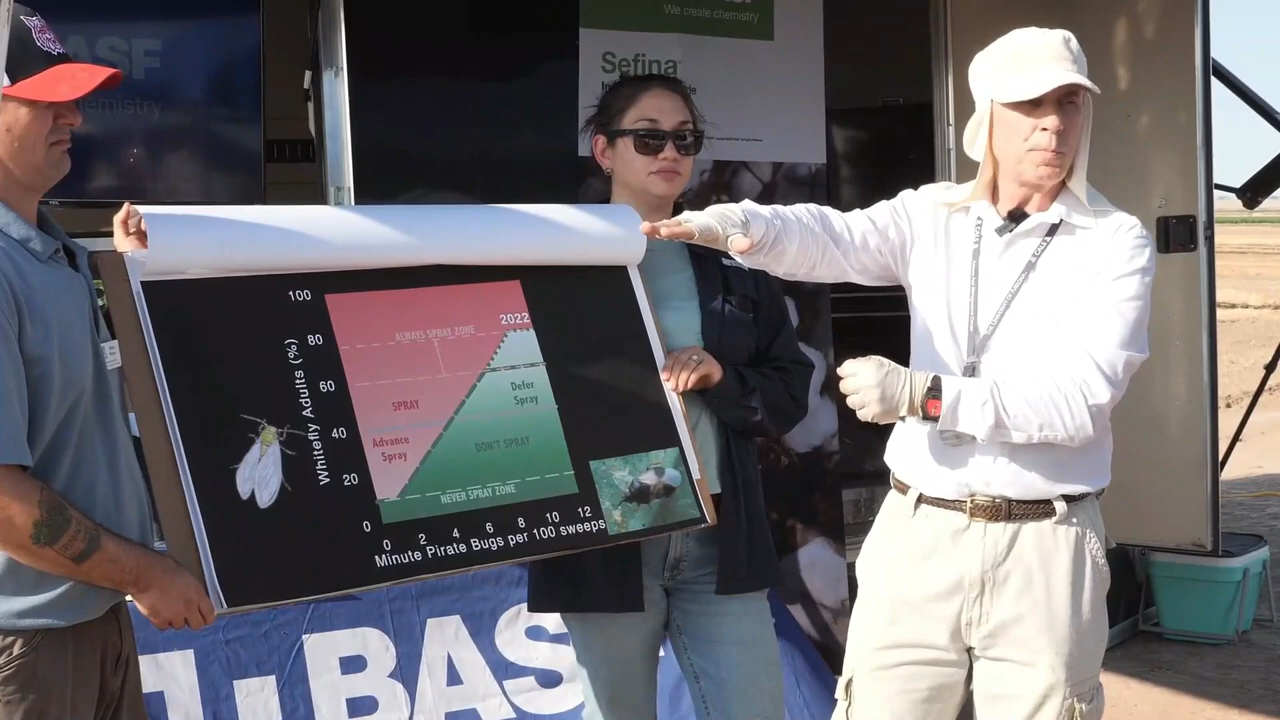 ASF
chemistry
We create chemistry
Sefina
100
80
60
40
20
0
Whitefly Adults (%)
2022
ALWAYS SPRAY ZONE
SPRAY
Defer
Spray
Advance
Spray
DON'T SPRAY
NEVER SPRAY ZONE
0 2 4 6 8 10 12
Minute Pirate Bugs per 100 sweeps
BAS